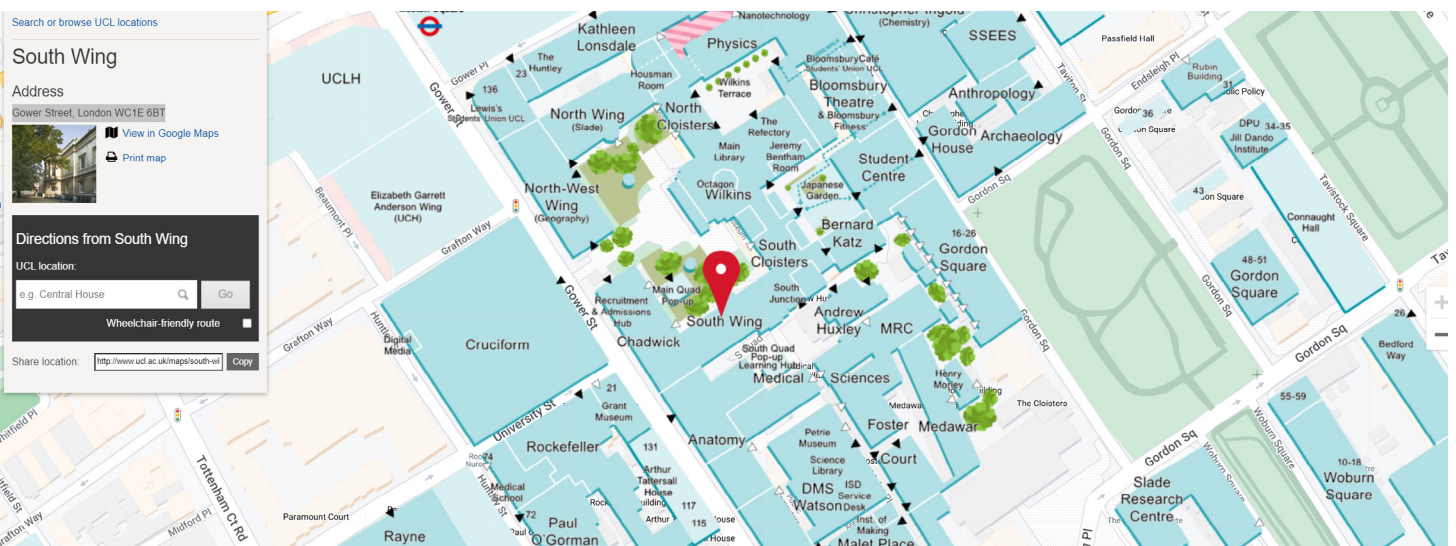 Search or browse UCL locations
South Wing
Address
Gower Street, London WC1E 6BT
View in Google Maps
Print map
Directions from South Wing
UCL location:
e.g. Central House
Go
Wheelchair-friendly route
Share location:
http://www.ucl.ac.uk/maps/south-wi
Copy
Nanotechnology
(Chemistry)
Kathleen
Lonsdale
Physics
SSEES
Passfield Hall
The
Huntley
23
Gower Pl
UCLH
136
Lewis's
Students Union UCL
Housman
Room
Wilkins
Terrace
BloomsburyCafé
Students' Union UCL
Bloomsbury
Theatre
& Bloomsbury
Fitness
Anthropology
Taviton St
Endsleigh Pl
Rubin
Building
31
Gower St
North Wing
(Slade)
North
Cloisters
The
Refectory
Main
Library
Jeremy
Bentham
Room
Gordon
House
Archaeology
36
DPU
34-35
Jill Dando
Institute
Student
Centre
Octagon
Wilkins
Japanese
Garden
Gordon Sq
Gordon Sq
Tavistock Square
43
Elizabeth Garrett
Anderson Wing
(UCH)
Beaumont Pl
Grafton Way
North-West
Wing
(Geography)
Bernard
Katz
16-26
Gordon
Square
Connaught
Hall
South
Cloisters
48-51
Gordon
Square
Gordon Sq
Main Quad
Pop-up
South
Junction
Gower St
Recruitment
& Admissions
Hub
South Wing
Andrew
Huxley
MRC
Gordon Sq
Gordon Sq
26
Bedford
Way
Grafton Way
Digital
Media
Cruciform
Chadwick
South Quad
Pop-up
Learning Hub
Medical
Sciences
Henry
Morley
The Cloisters
21
Grant
Museum
University St
Rockefeller
131
Arthur
Tattersall
House
117
115
Anatomy
Petrie
Museum
Science
Library
DMS
Watson
ISD
Service
Desk
Inst. of
Making
Malet Place
Foster
Court
Medawar
55-59
Woburn Square
Gordon Sq
10-18
Woburn
Square
Slade
Research
Centre
74
Medical
School
72
Paul
O'Gorman
Rayne
Paramount Court
Tottenham Ct Rd
Midford Pl